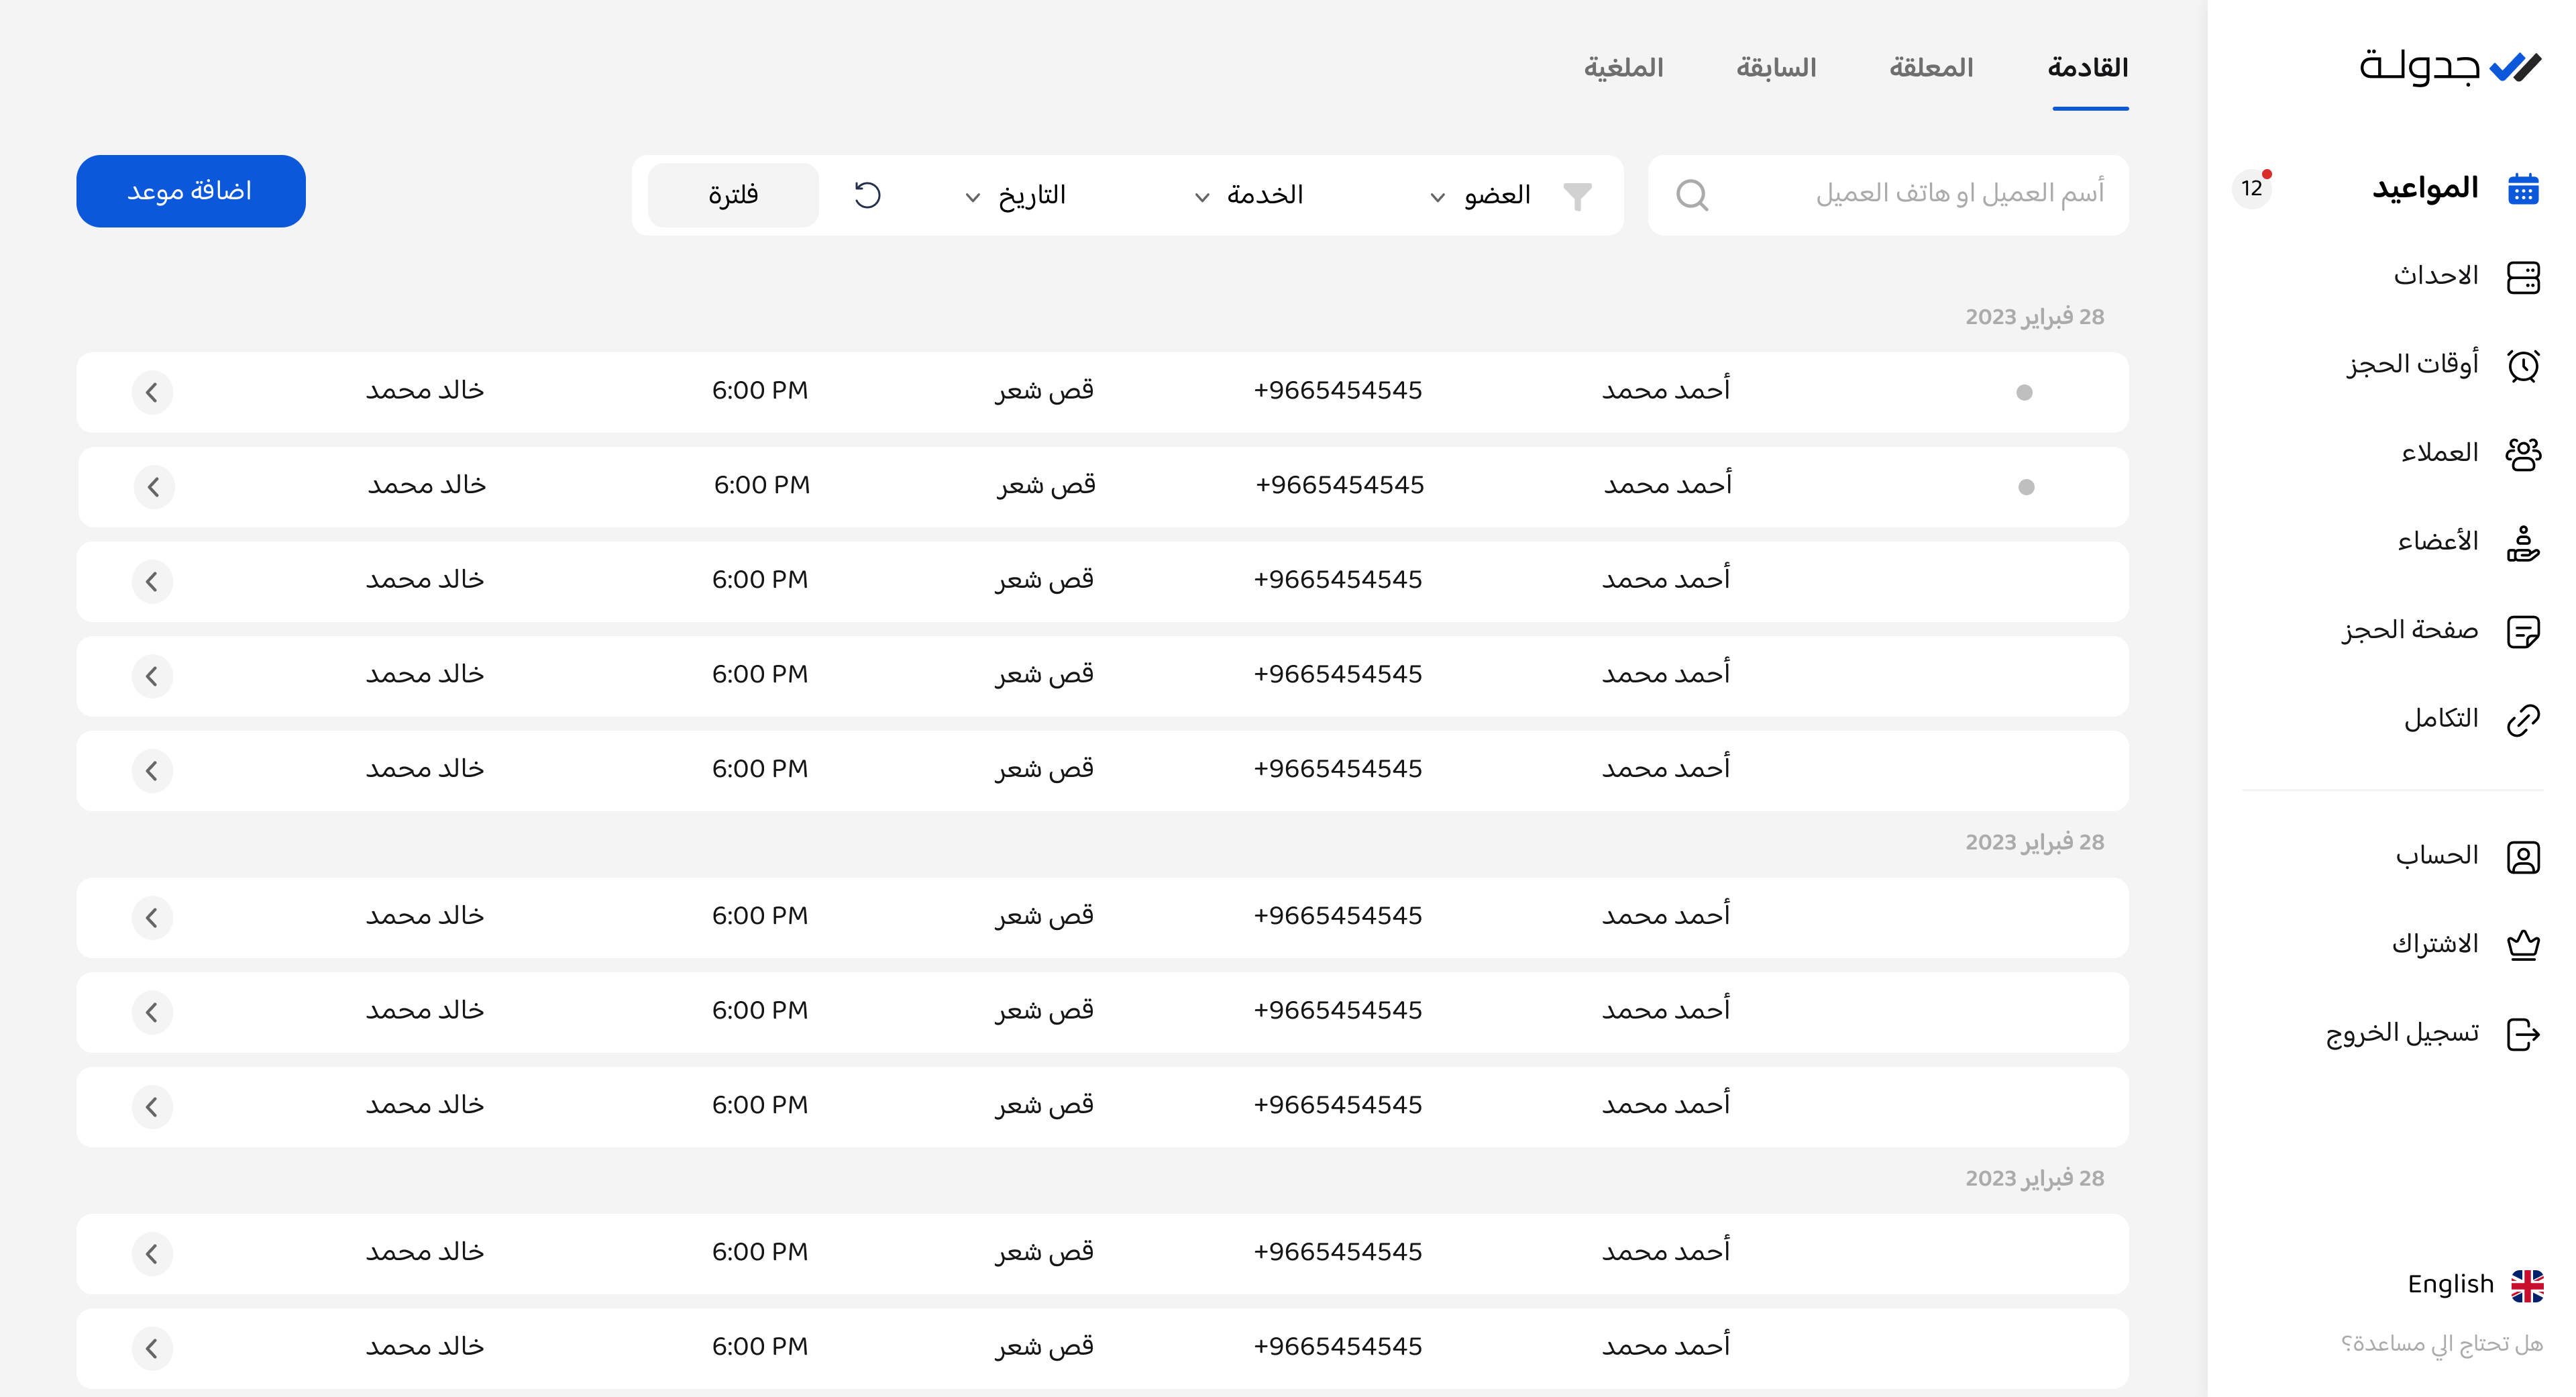 جدولة
المواعيد 12
الاحداث
أوقات الحجز
العملاء
الأعضاء
صفحة الحجز
التكامل
الحساب
الاشتراك
تسجيل الخروج
English
هل تحتاج الي مساعدة؟
القادمة المعلقة السابقة الملغية
أسم العميل او هاتف العميل العضو الخدمة التاريخ فلترة اضافة موعد
28 فبراير 2023
أحمد محمد +9665454545 قص شعر 6:00 PM خالد محمد
أحمد محمد +9665454545 قص شعر 6:00 PM خالد محمد
أحمد محمد +9665454545 قص شعر 6:00 PM خالد محمد
أحمد محمد +9665454545 قص شعر 6:00 PM خالد محمد
أحمد محمد +9665454545 قص شعر 6:00 PM خالد محمد
28 فبراير 2023
أحمد محمد +9665454545 قص شعر 6:00 PM خالد محمد
أحمد محمد +9665454545 قص شعر 6:00 PM خالد محمد
أحمد محمد +9665454545 قص شعر 6:00 PM خالد محمد
28 فبراير 2023
أحمد محمد +9665454545 قص شعر 6:00 PM خالد محمد
أحمد محمد +9665454545 قص شعر 6:00 PM خالد محمد